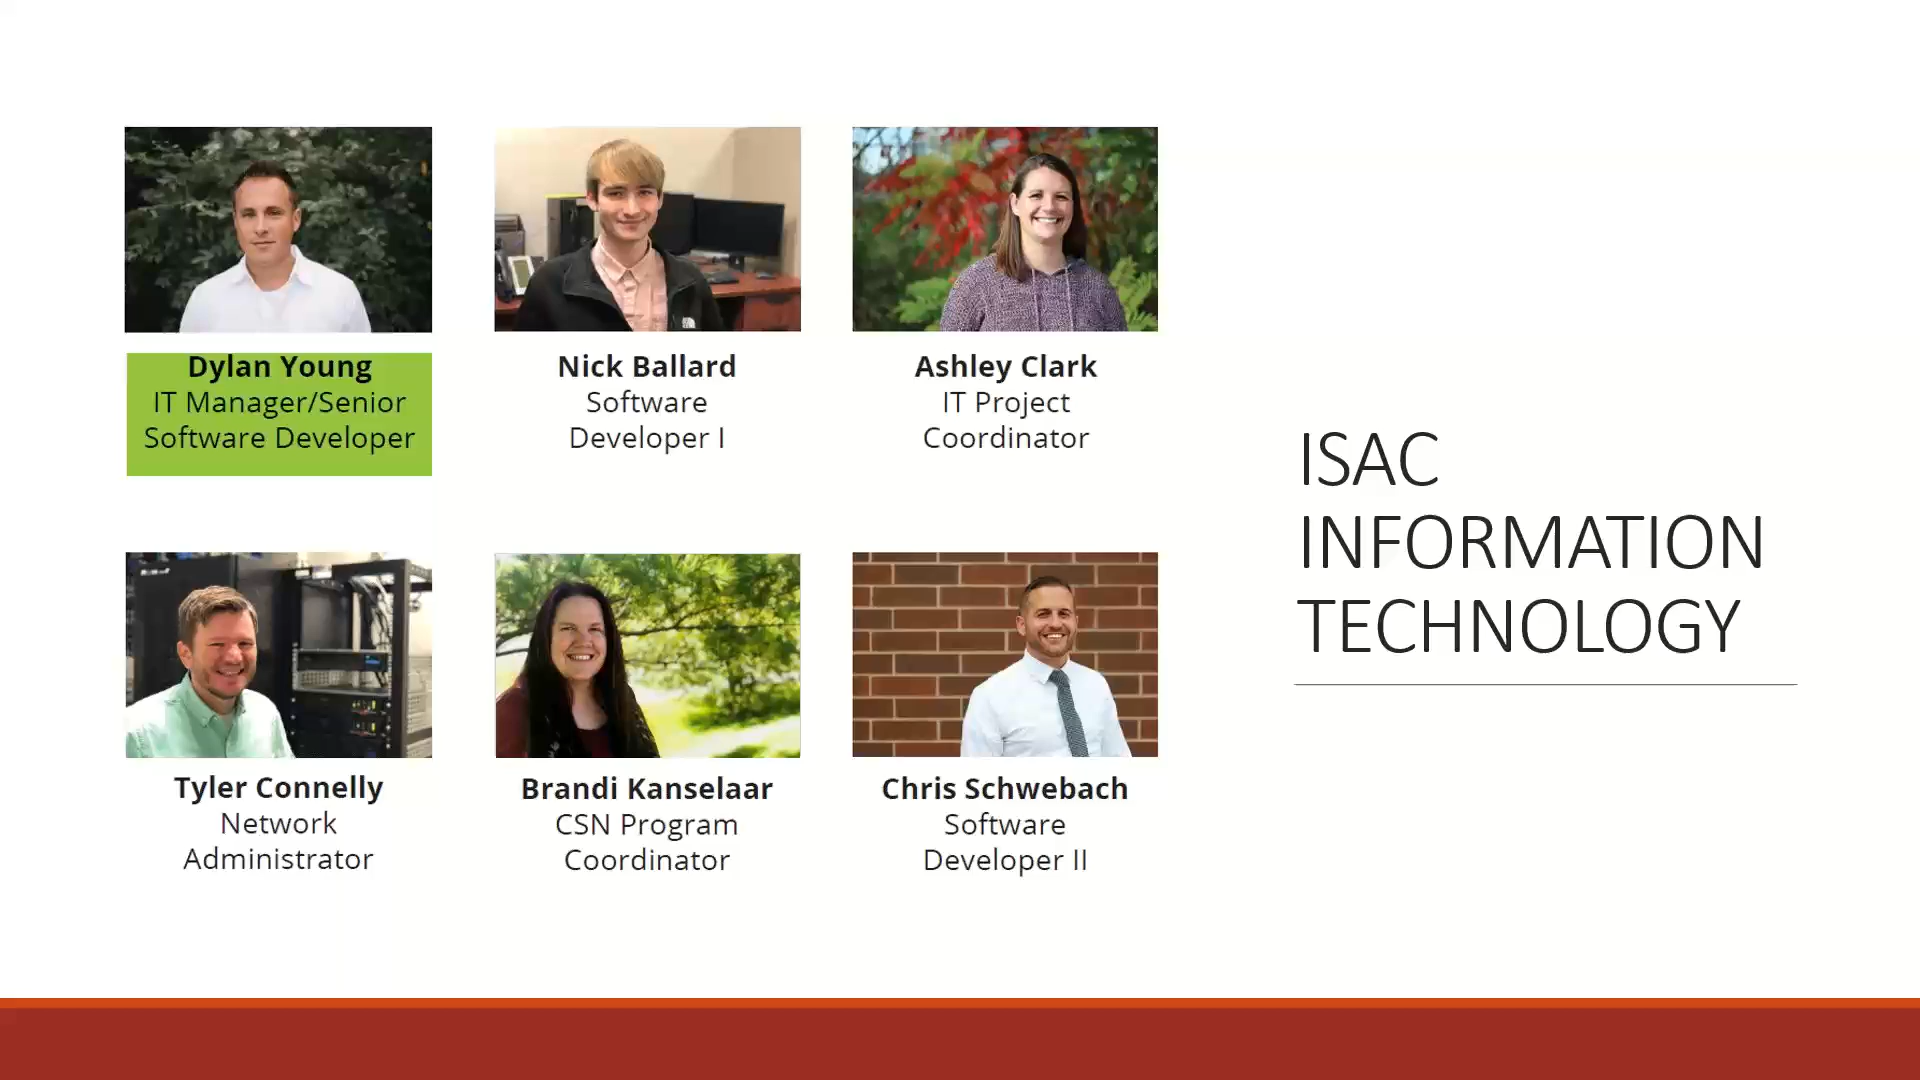 Dylan Young
IT Manager/Senior
Software Developer
Nick Ballard
Software
Developer I
Ashley Clark
IT Project
Coordinator
Tyler Connelly
Network
Administrator
Brandi Kanselaar
CSN Program
Coordinator
Chris Schwebach
Software
Developer II
ISAC
INFORMATION
TECHNOLOGY